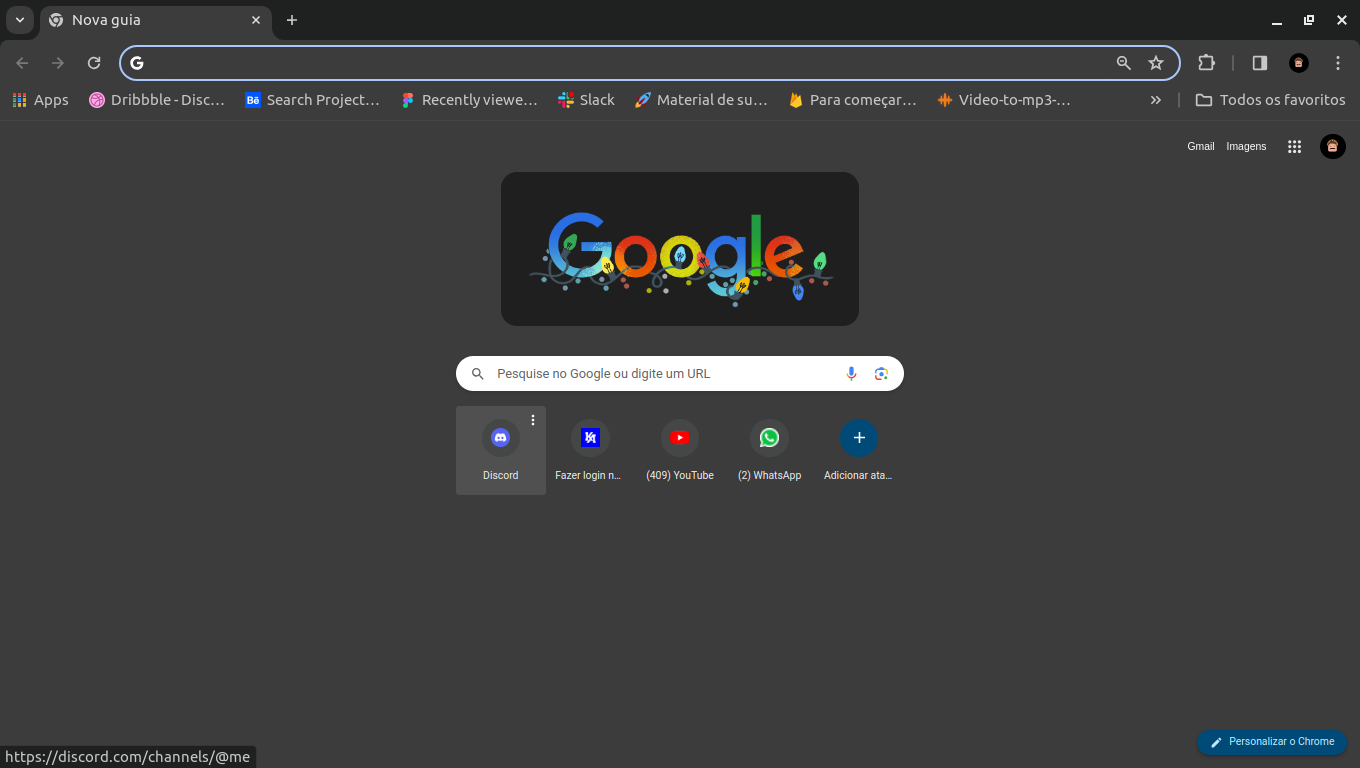 Nova guia
Apps
Dribbble - Disc…
Search Project…
Recently viewe…
Slack
Material de su…
Para começar…
Video-to-mp3-…
Todos os favoritos
Gmail
Imagens
Google
Pesquise no Google ou digite um URL
Discord
Fazer login n...
(409) YouTube
(2) WhatsApp
Adicionar ata...
https://discord.com/channels/@me
Personalizar o Chrome